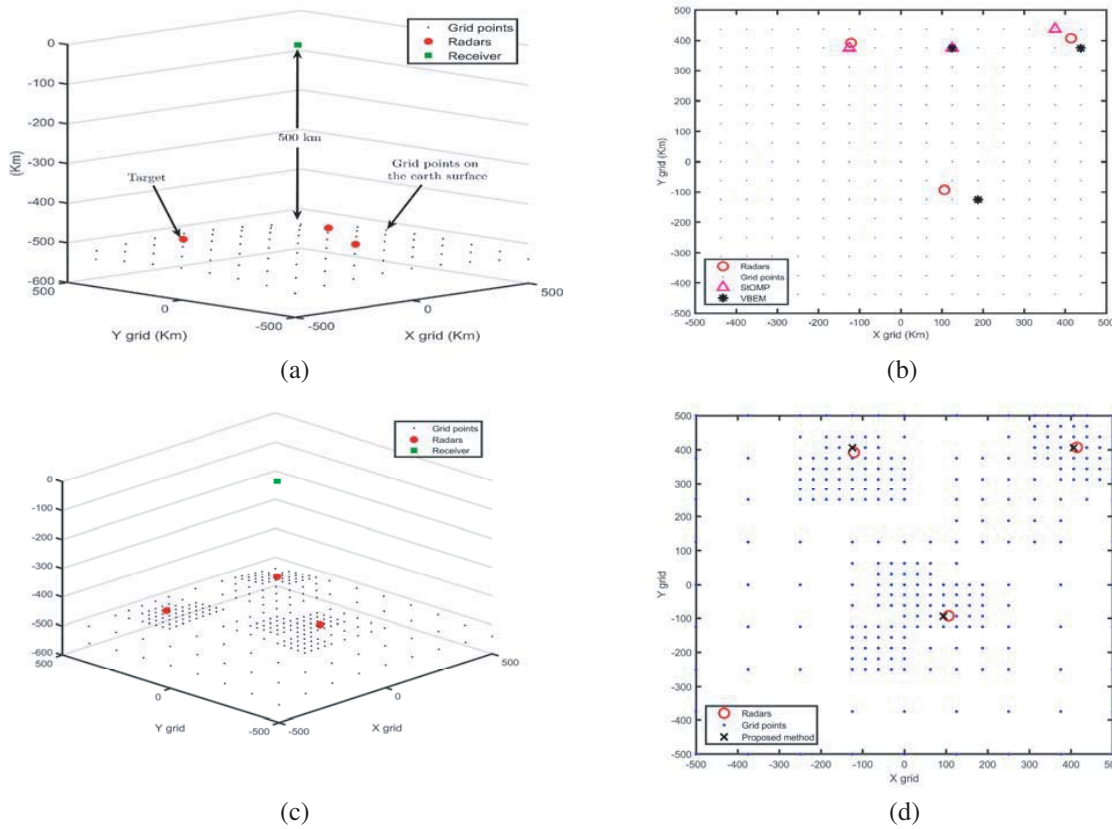 Grid points
Radars
Receiver
0
-100
-200
-300
-400
-500
-600
(Km)
500 km
Target
Grid points on
the earth surface
500
0
-500
-500
0
500
Y grid (Km)
X grid (Km)
(a)
500
400
300
200
100
0
-100
-200
-300
-400
-500
Y grid (Km)
Radars
Grid points
StOMP
VBEM
-500
-400
-300
-200
-100
0
100
200
300
400
500
X grid (Km)
(b)
Grid points
Radars
Receiver
0
-100
-200
-300
-400
-500
-600
500
0
-500
-500
0
500
Y grid
X grid
(c)
500
400
300
200
100
0
-100
-200
-300
-400
-500
Y grid
Radars
Grid points
Proposed method
-500
-400
-300
-200
-100
0
100
200
300
400
500
X grid
(d)